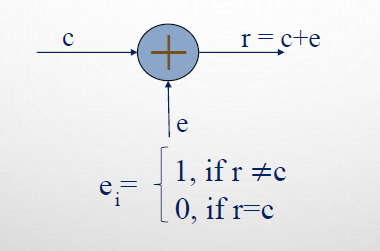 c
r = c+e
+
e
e_i= { 1, if r ≠c
0, if r=c